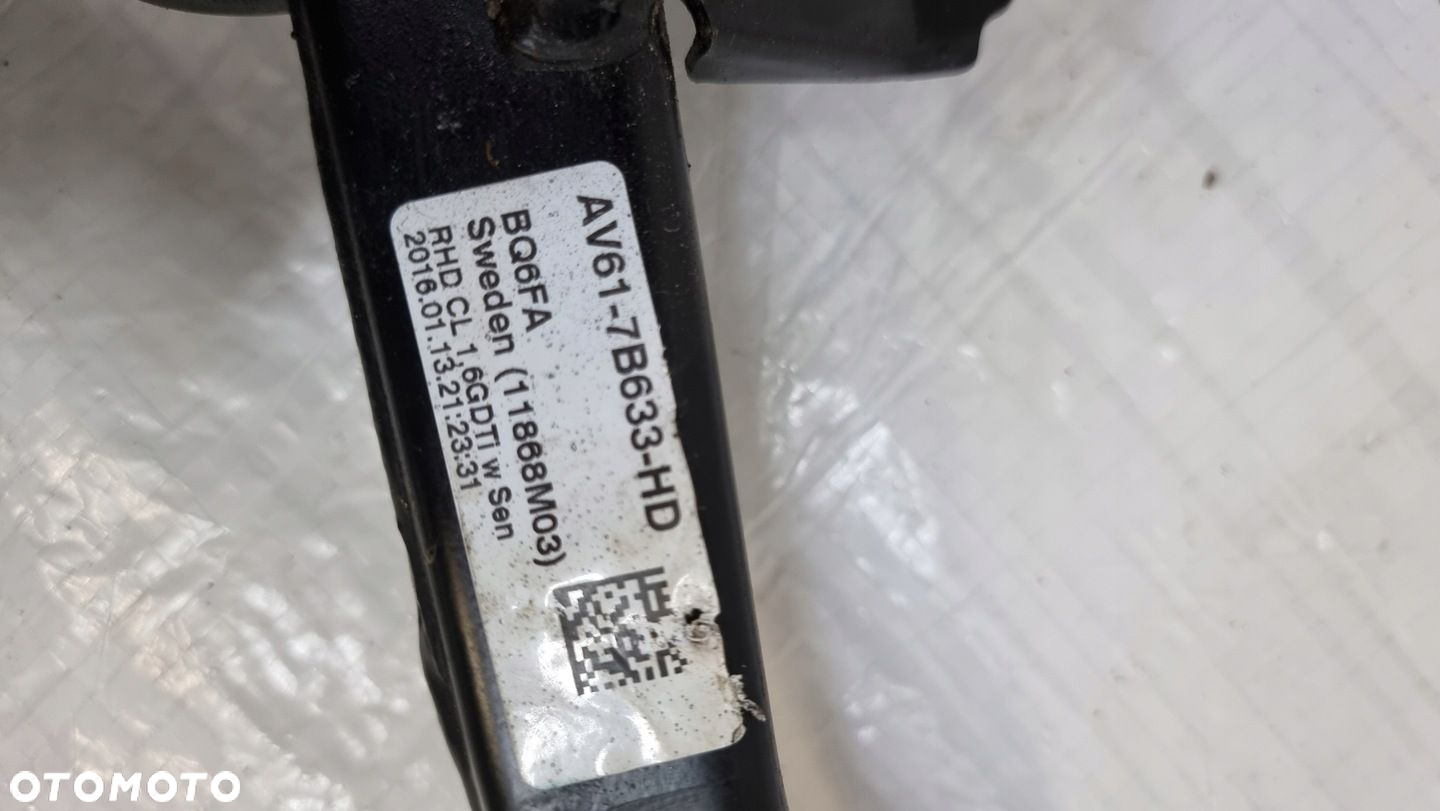 AV61-7B633-HD
BQ6FA
Sweden (11868M03)
RHD CL 1,6GDTi w Sen
2016.01.13.21:23:31
OTOMOTO